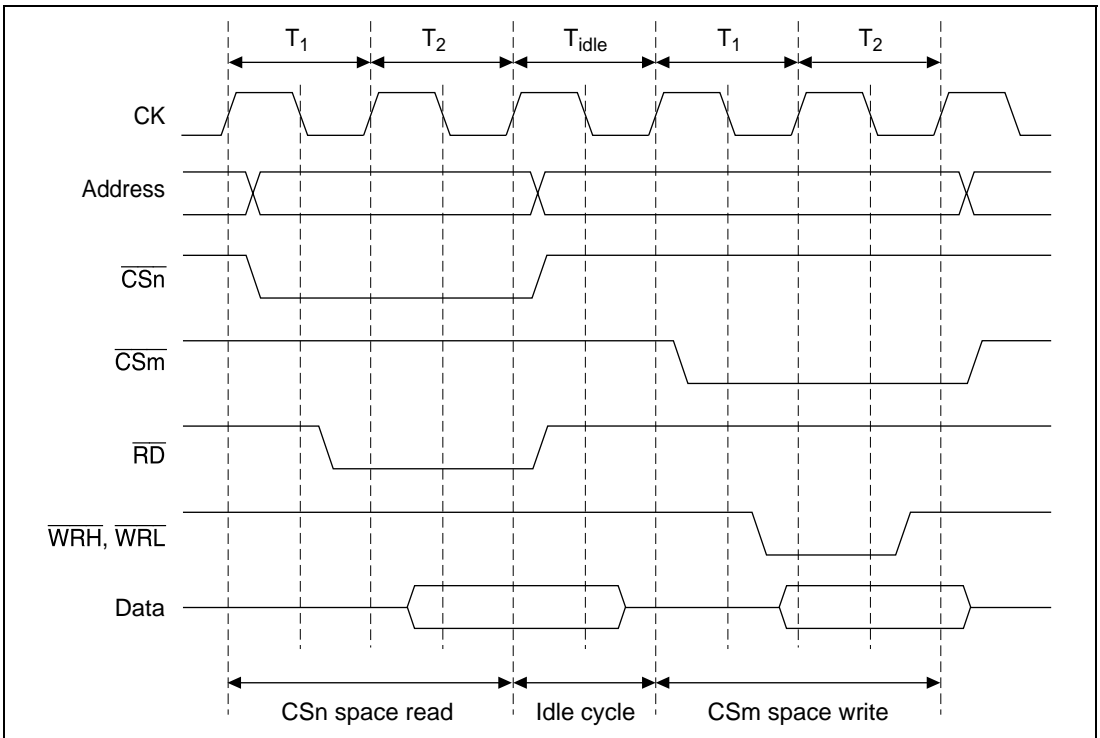 T1 T2 Tidle T1 T2
CK
Address
CSn
CSm
RD
WRH, WRL
Data
CSn space read Idle cycle CSm space write